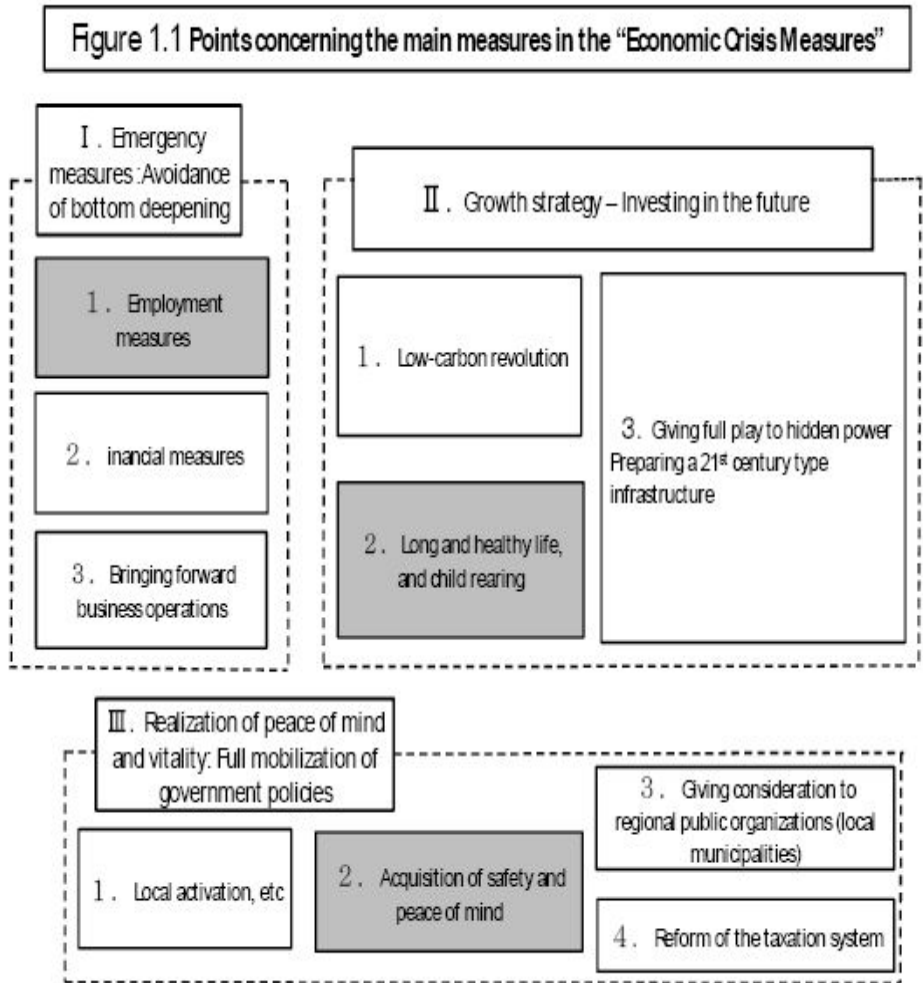 Figure 1.1 Points concerning the main measures in the “Economic Crisis Measures”
Ⅰ. Emergency
measures :Avoidance
of bottom deepening
1. Employment
measures
2. inancial measures
3. Bringing forward
business operations
Ⅱ. Growth strategy – Investing in the future
1. Low-carbon revolution
2. Long and healthy life,
and child rearing
3. Giving full play to hidden power
Preparing a 21st century type
infrastructure
Ⅲ. Realization of peace of mind
and vitality: Full mobilization of
government policies
1. Local activation, etc
2. Acquisition of safety and
peace of mind
3. Giving consideration to
regional public organizations (local
municipalities)
4. Reform of the taxation system